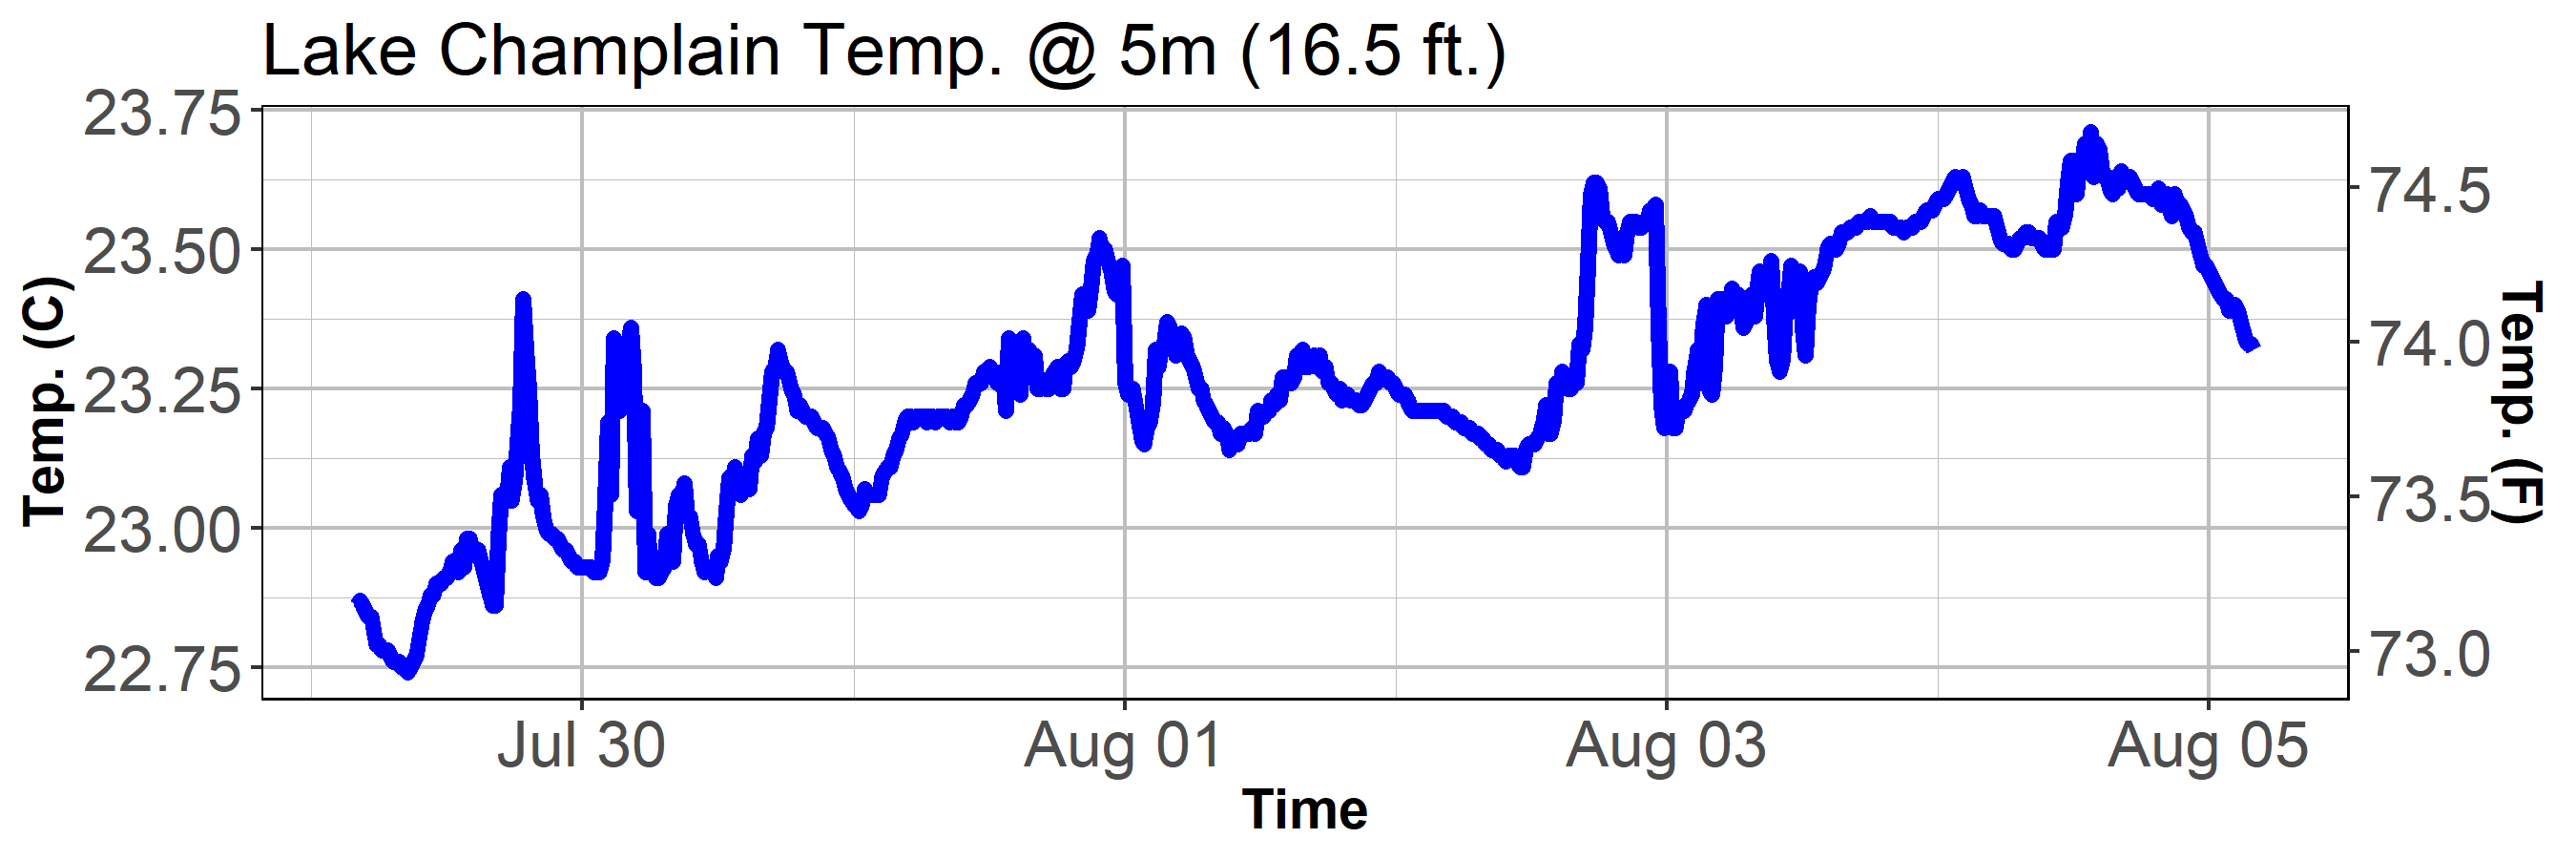 Lake Champlain Temp. @ 5m (16.5 ft.)
23.75
23.50
23.25
23.00
22.75
Temp. (C)
74.5
74.0
73.5
73.0
Temp. (F)
Jul 30
Aug 01
Aug 03
Aug 05
Time